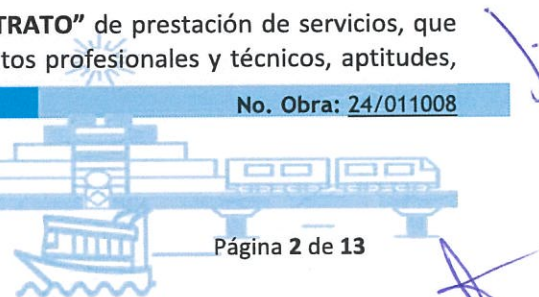 TRATO" de prestación de servicios, que
tos profesionales y técnicos, aptitudes,
No. Obra: 24/011008
Página 2 de 13